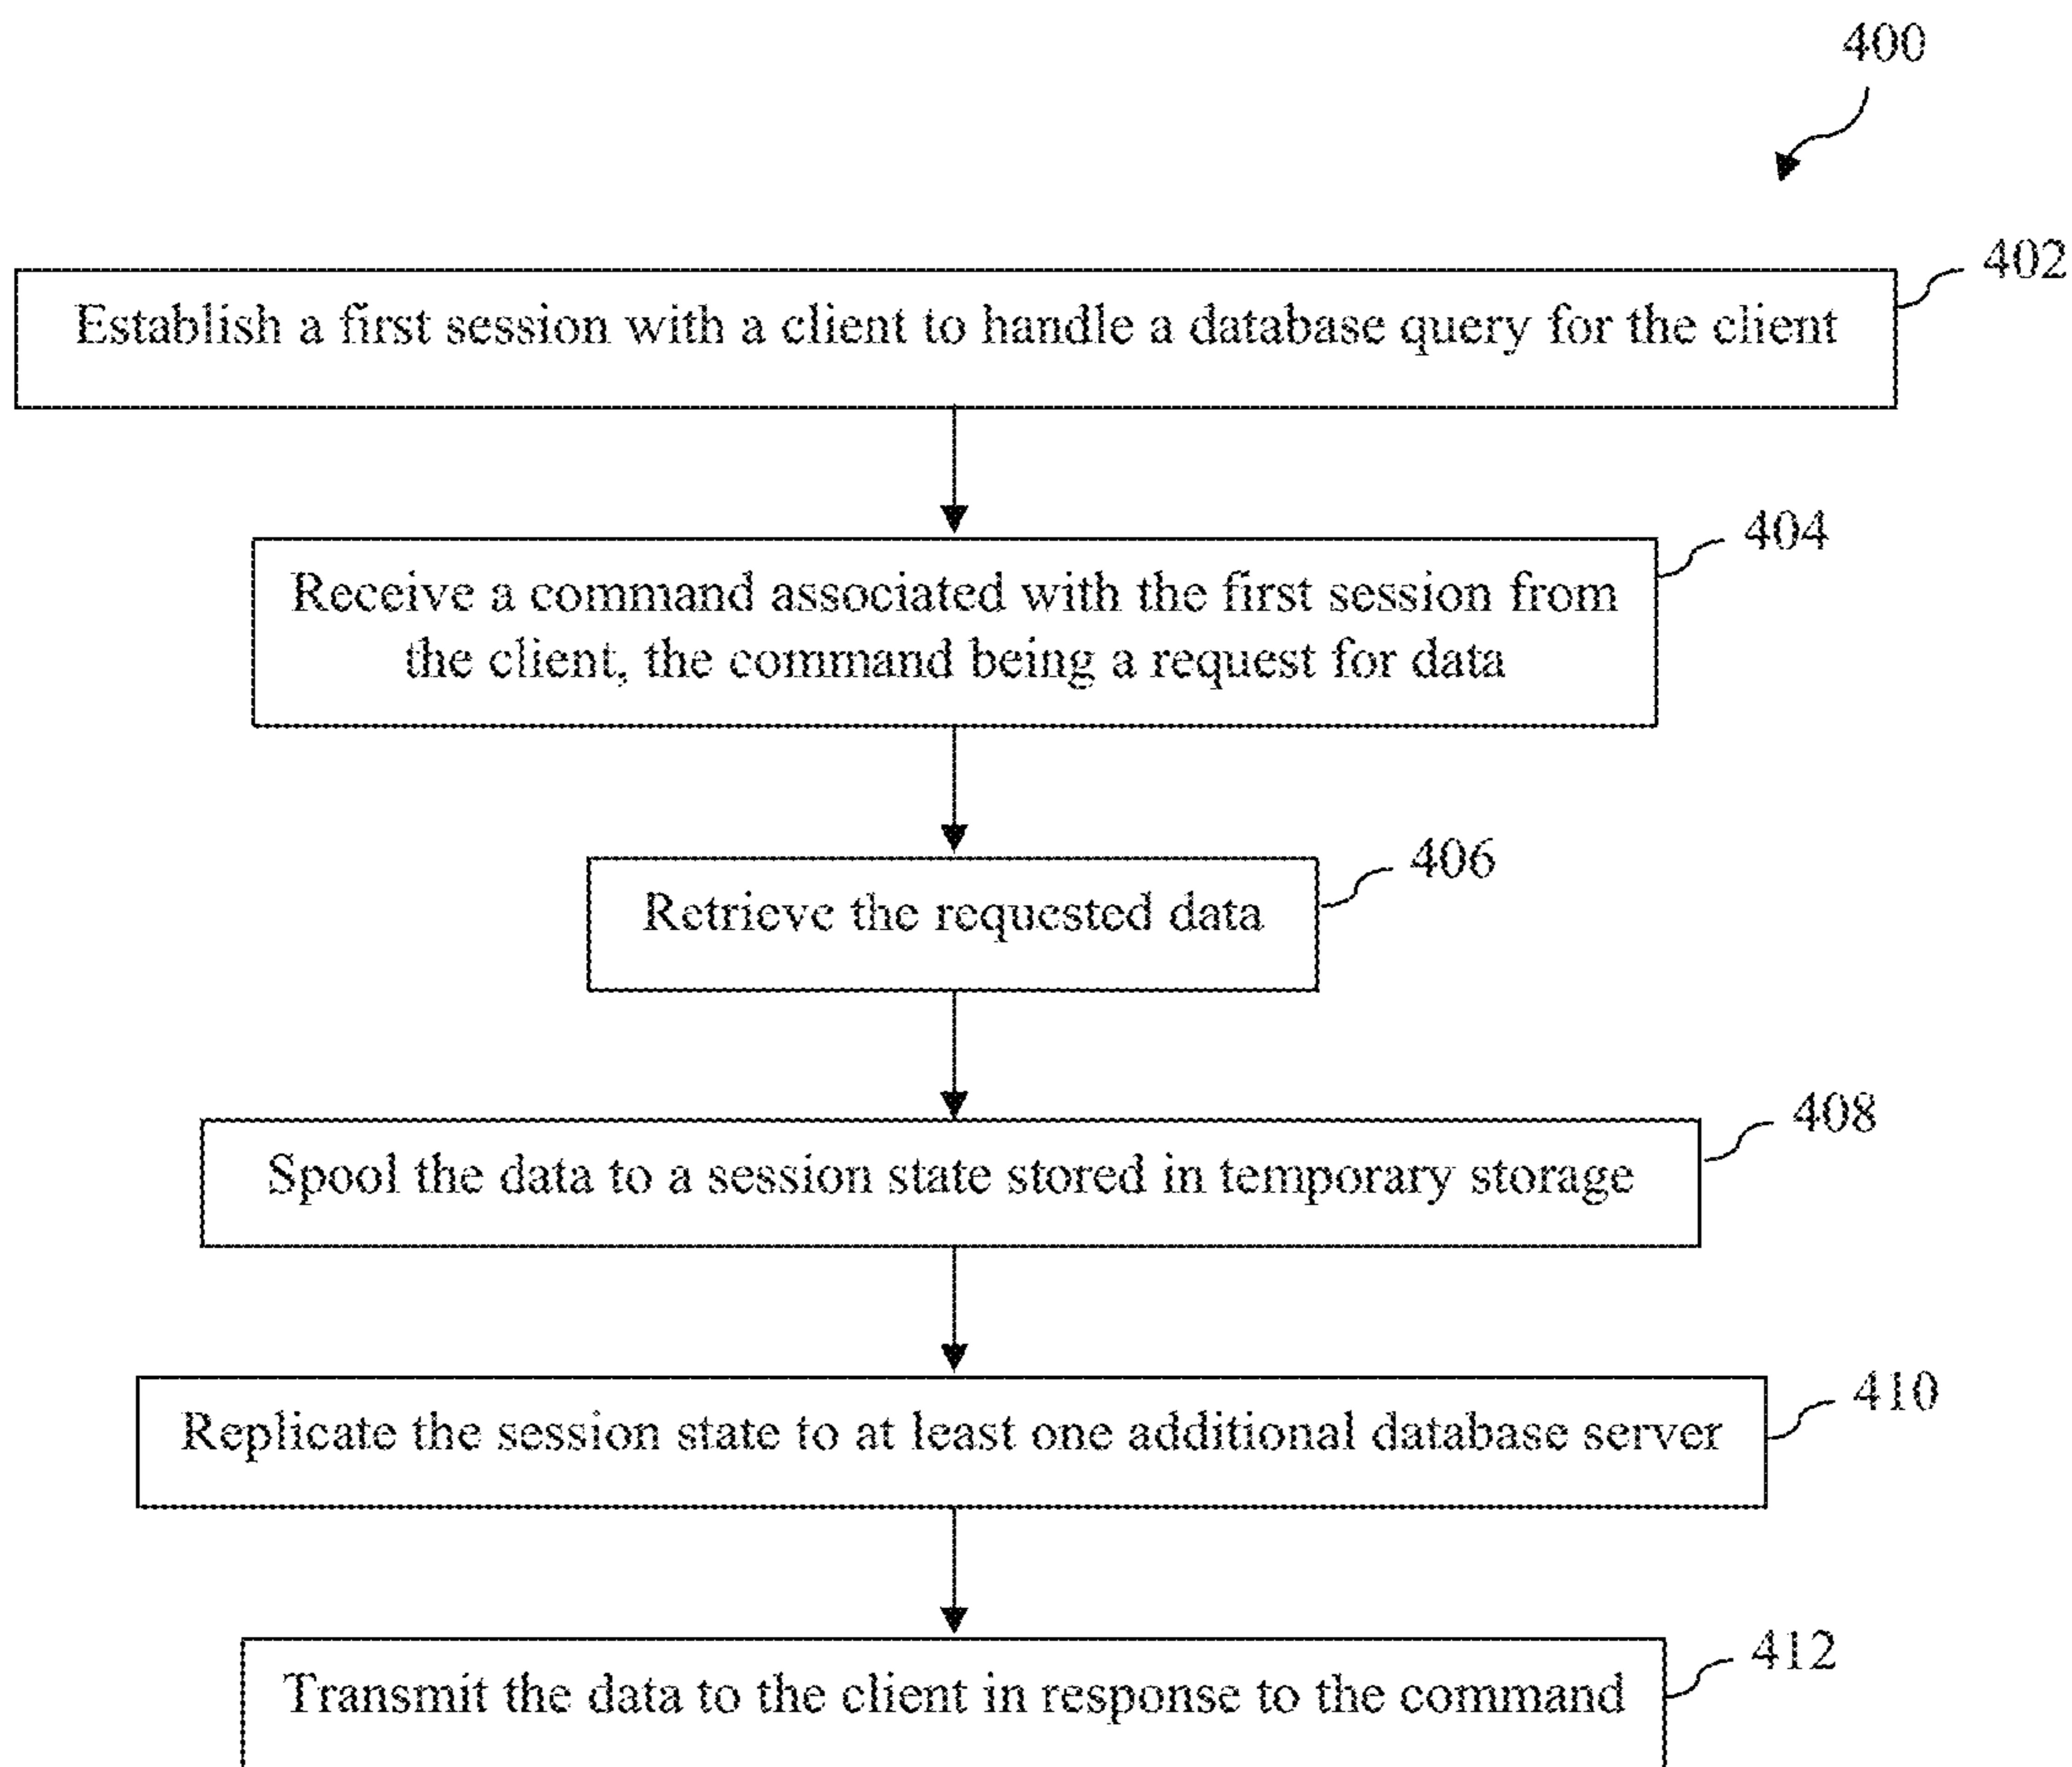 400
402
Establish a first session with a client to handle a database query for the client
404
Receive a command associated with the first session from
the client, the command being a request for data
406
Retrieve the requested data
408
Spool the data to a session state stored in temporary storage
410
Replicate the session state to at least one additional database server
412
Transmit the data to the client in response to the command